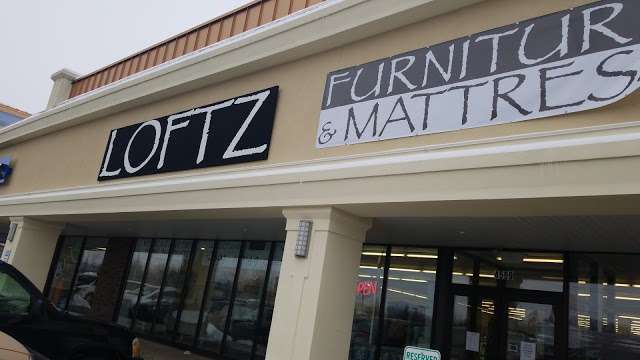 LOFTZ
FURNITUR
& MATTRES
OPEN
RESERVED